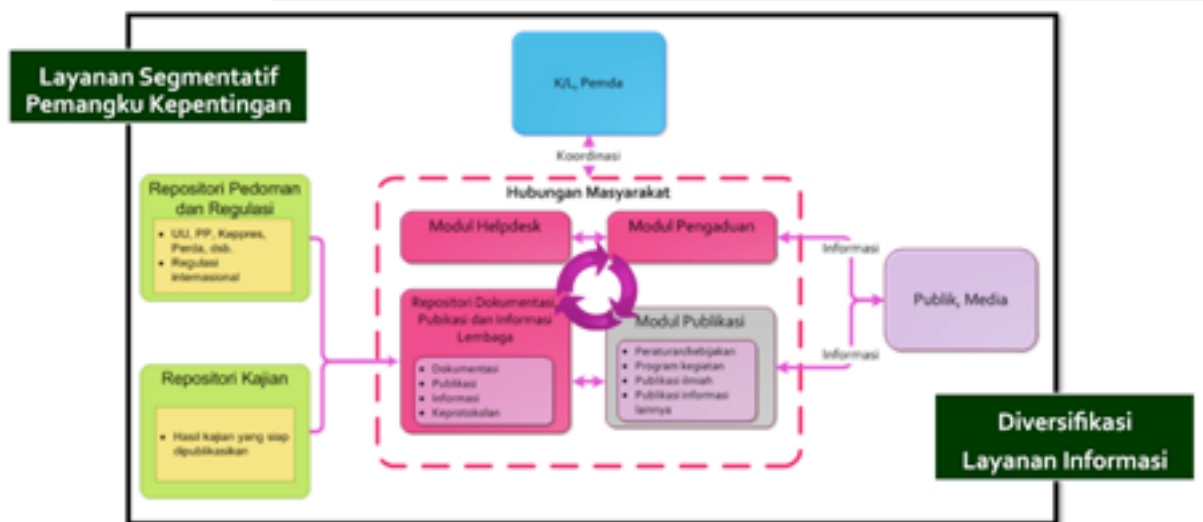 Layanan Segmentatif
Pemangku Kepentingan
K/L, Pemda
Koordinasi
Hubungan Masyarakat
Repositori Pedoman
dan Regulasi
• UU, PP, Keppres,
Perda, dsb.
• Regulasi
internasional
Modul Helpdesk
Modul Pengaduan
Informasi
Publik, Media
Repositori Dokumentasi
Pubikasi dan Informasi
Lembaga
• Dokumentasi
• Publikasi
• Informasi
• Keprotokolan
Modul Publikasi
• Peraturan/kebijakan
• Program kegiatan
• Publikasi ilmiah
• Publikasi informasi
lainnya
Informasi
Repositori Kajian
• Hasil kajian yang siap
dipublikasikan
Diversifikasi
Layanan Informasi